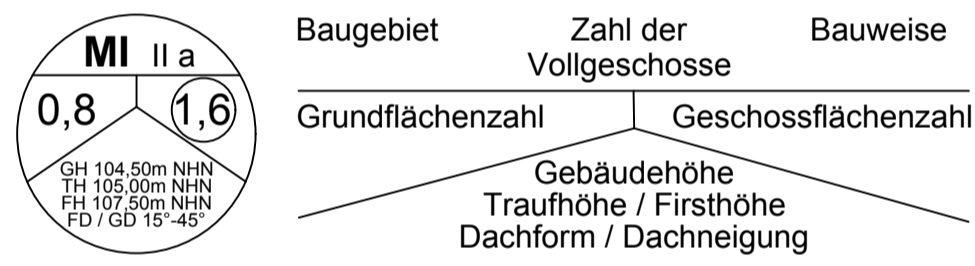 MI II a
0,8 1,6
GH 104,50m NHN
TH 105,00m NHN
FH 107,50m NHN
FD / GD 15°-45°
Baugebiet Zahl der Vollgeschosse Bauweise
Grundflächenzahl Geschossflächenzahl
Gebäudehöhe
Traufhöhe / Firsthöhe
Dachform / Dachneigung